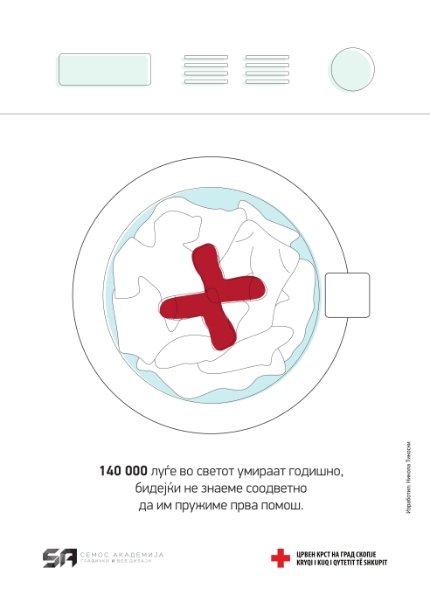 140 000 луѓе во светот умираат годишно,
бидејќи не знаеме соодветно
да им пружиме прва помош.
Изработил: Никола Тикоски
SA
СЕМОС АКАДЕМИЈА
ГРАФИЧКИ И ВЕБ ДИЗАЈН
ЦРВЕН КРСТ НА ГРАД СКОПЈЕ
KRYQI I KUQ I QYTETIT TË SHKUPIT